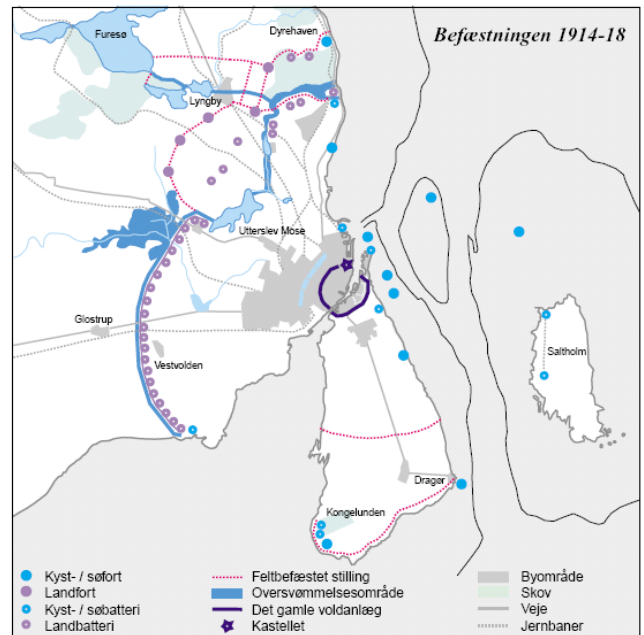 Befæstningen 1914-18
Furesø
Dyrehaven
Lyngby
Utterslev Mose
Glostrup
Vestvolden
Saltholm
Dragør
Kongelunden
Kyst- / søfort
Landfort
Kyst- / søbatteri
Landbatteri
Feltbefæstet stilling
Oversvømmelsesområde
Det gamle voldanlæg
Kastellet
Byområde
Skov
Veje
Jernbaner